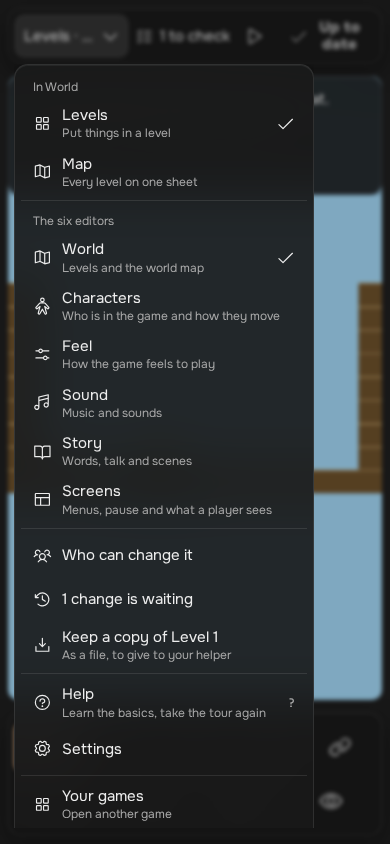 Levels · ...
1 to check
Up to
date
In World
Levels
Put things in a level
Map
Every level on one sheet
The six editors
World
Levels and the world map
Characters
Who is in the game and how they move
Feel
How the game feels to play
Sound
Music and sounds
Story
Words, talk and scenes
Screens
Menus, pause and what a player sees
Who can change it
1 change is waiting
Keep a copy of Level 1
As a file, to give to your helper
Help
?
Learn the basics, take the tour again
Settings
Your games
Open another game